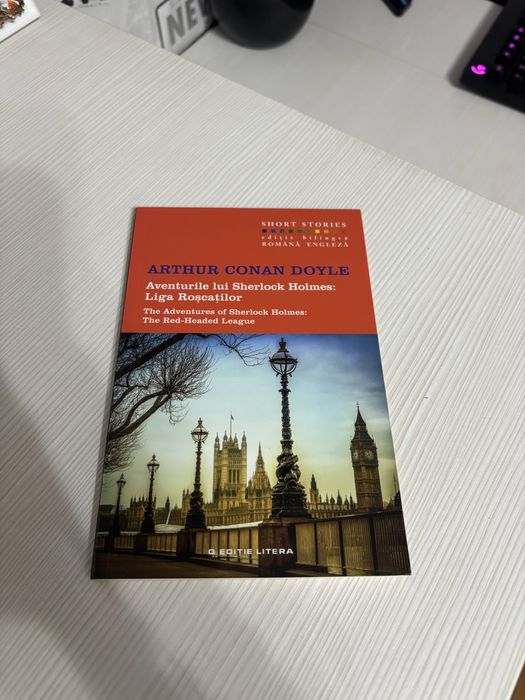 NEW
SHORT STORIES
ediție bilingvă
ROMÂNĂ ENGLEZĂ
ARTHUR CONAN DOYLE
Aventurile lui Sherlock Holmes:
Liga Roșcaților
The Adventures of Sherlock Holmes:
The Red-Headed League
O EDIȚIE LITERA